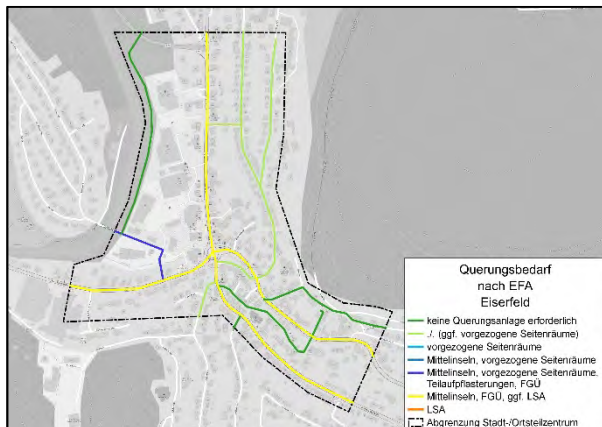 Querungsbedarf
nach EFA
Eiserfeld
keine Querungsanlage erforderlich
./. (ggf. vorgezogene Seitenräume)
vorgezogene Seitenräume
Mittelinseln, vorgezogene Seitenräume
Mittelinseln, vorgezogene Seitenräume,
Teilaufpflasterungen, FGÜ
Mittelinseln, FGÜ, ggf. LSA
LSA
Abgrenzung Stadt-/Ortsteilzentrum